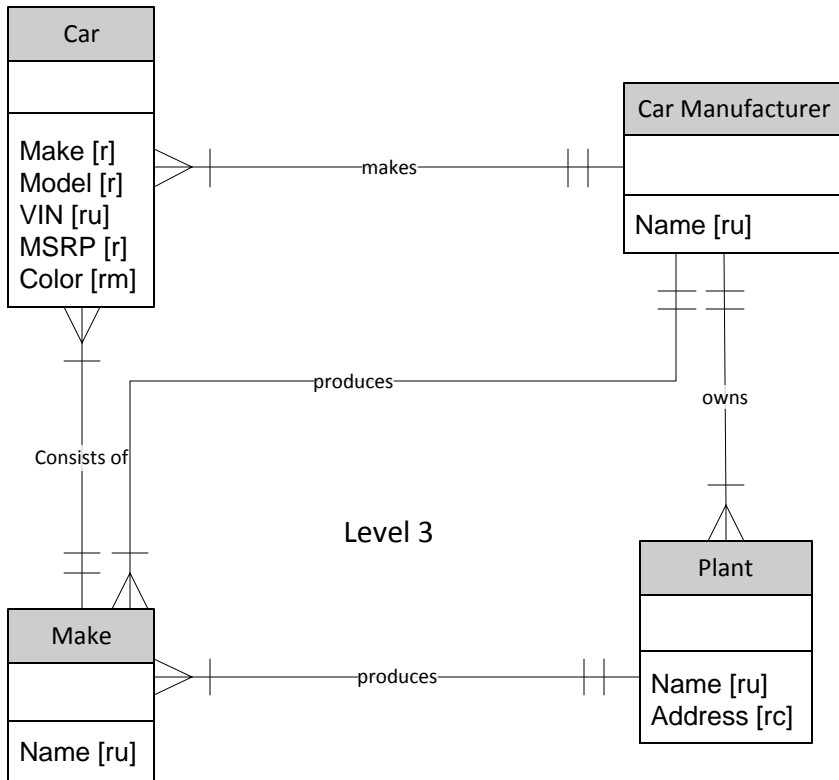 Car
Make [r]
Model [r]
VIN [ru]
MSRP [r]
Color [rm]
Car Manufacturer
Name [ru]
makes
produces
owns
Consists of
Level 3
Plant
Name [ru]
Address [rc]
Make
Name [ru]
produces